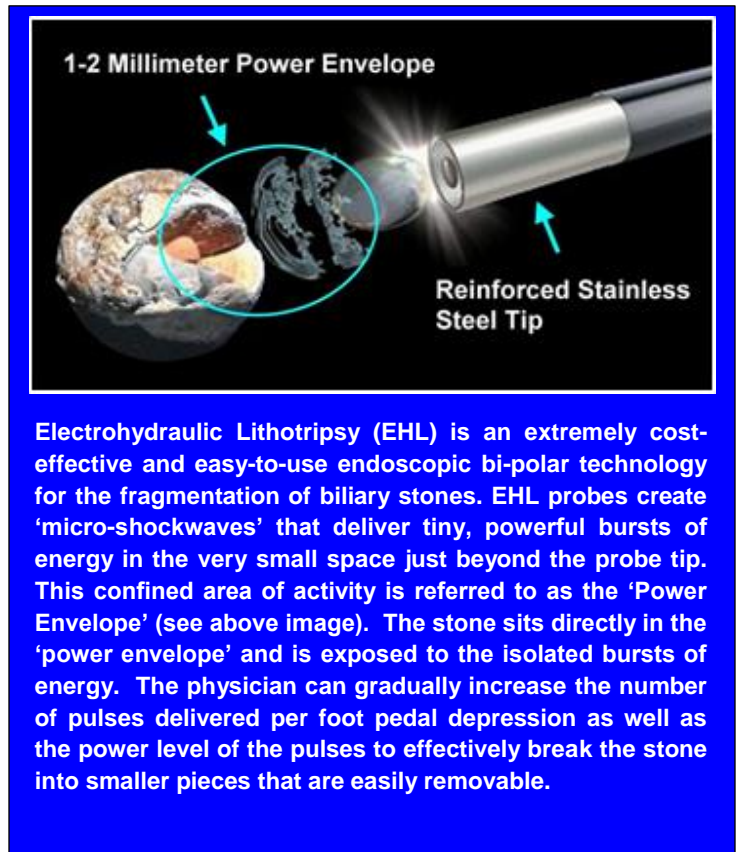 1-2 Millimeter Power Envelope
Reinforced Stainless
Steel Tip
Electrohydraulic Lithotripsy (EHL) is an extremely cost-
effective and easy-to-use endoscopic bi-polar technology
for the fragmentation of biliary stones. EHL probes create
‘micro-shockwaves’ that deliver tiny, powerful bursts of
energy in the very small space just beyond the probe tip.
This confined area of activity is referred to as the ‘Power
Envelope’ (see above image).  The stone sits directly in the
‘power envelope’ and is exposed to the isolated bursts of
energy.  The physician can gradually increase the number
of pulses delivered per foot pedal depression as well as
the power level of the pulses to effectively break the stone
into smaller pieces that are easily removable.